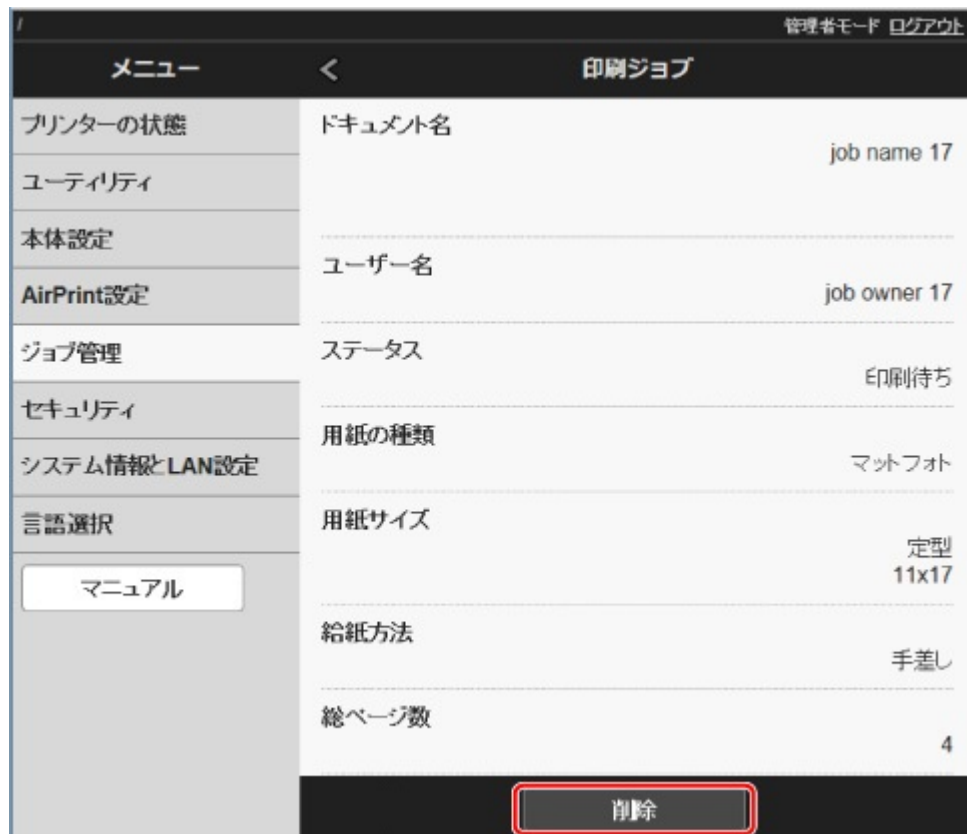 /
管理者モード ログアウト
メニュー
<
印刷ジョブ
プリンターの状態
ユーティリティ
本体設定
AirPrint設定
ジョブ管理
セキュリティ
システム情報とLAN設定
言語選択
マニュアル
ドキュメント名
job name 17
ユーザー名
job owner 17
ステータス
印刷待ち
用紙の種類
マットフォト
用紙サイズ
定型
11x17
給紙方法
手差し
総ページ数
4
削除